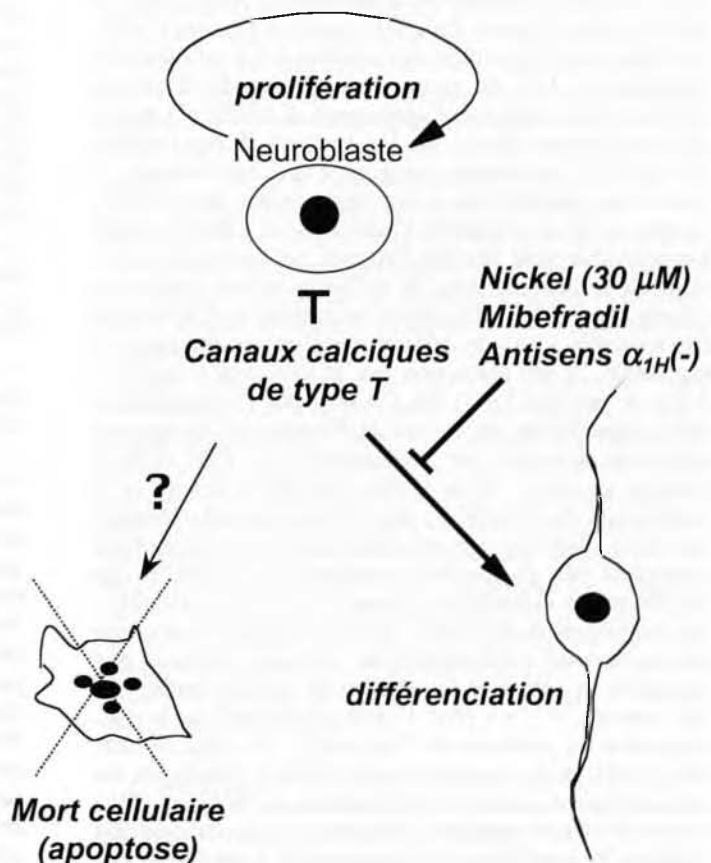 prolifération
Neuroblaste
Nickel (30 µM)
Mibefradil
Antisens α1H(-)
Canaux calciques
de type T
?
différenciation
Mort cellulaire
(apoptose)